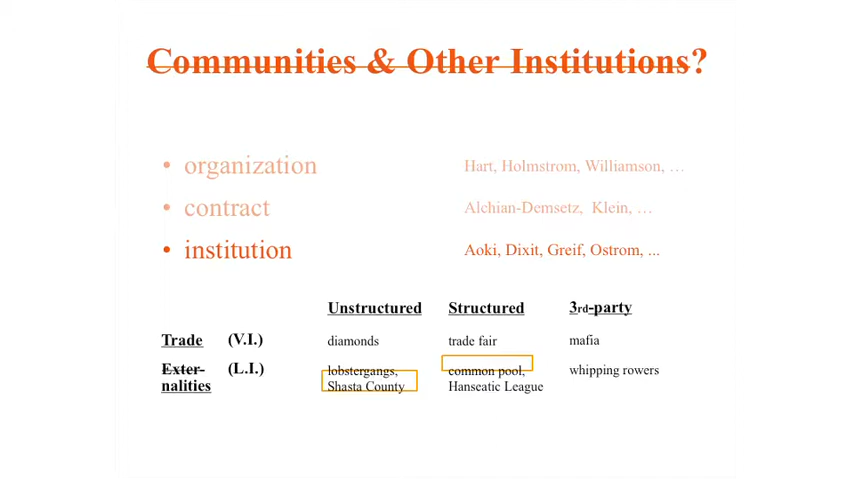 Communities & Other Institutions?
• organization Hart, Holmstrom, Williamson, …
• contract Alchian-Demsetz, Klein, …
• institution Aoki, Dixit, Greif, Ostrom, ...
Unstructured Structured 3rd-party
Trade (V.I.) diamonds trade fair mafia
Exter- (L.I.) lobstergangs, common pool, whipping rowers
nalities Shasta County Hanseatic League